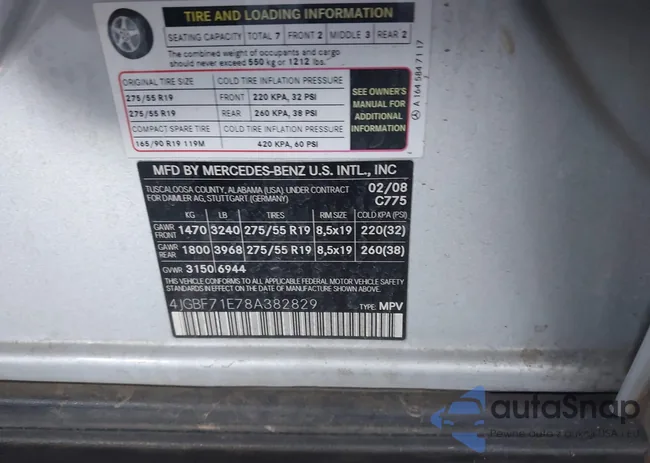 TIRE AND LOADING INFORMATION
SEATING CAPACITY TOTAL 7 FRONT 2 MIDDLE 3 REAR 2
The combined weight of occupants and cargo
should never exceed 550 kg or 1212 lbs.
ORIGINAL TIRE SIZE COLD TIRE INFLATION PRESSURE
275/55 R19 FRONT 220 KPA, 32 PSI
275/55 R19 REAR 260 KPA, 38 PSI
COMPACT SPARE TIRE COLD TIRE INFLATION PRESSURE
165/90 R19 119M 420 KPA, 60 PSI
SEE OWNER'S
MANUAL FOR
ADDITIONAL
INFORMATION
A 164 584 71 17
MFD BY MERCEDES-BENZ U.S. INTL., INC
TUSCALOOSA COUNTY, ALABAMA (USA) UNDER CONTRACT 02/08
FOR DAIMLER AG, STUTTGART (GERMANY) C775
KG LB TIRES RIM SIZE COLD KPA (PSI)
GAWR FRONT 1470 3240 275/55 R19 8,5x19 220(32)
GAWR REAR 1800 3968 275/55 R19 8,5x19 260(38)
GVWR 3150 6944
THIS VEHICLE CONFORMS TO ALL APPLICABLE FEDERAL MOTOR VEHICLE SAFETY
STANDARDS IN EFFECT ON THE DATE OF MANUFACTURE SHOWN ABOVE
4JGBF71E78A382829 TYPE: MPV
autaSnap
Pewne auto z